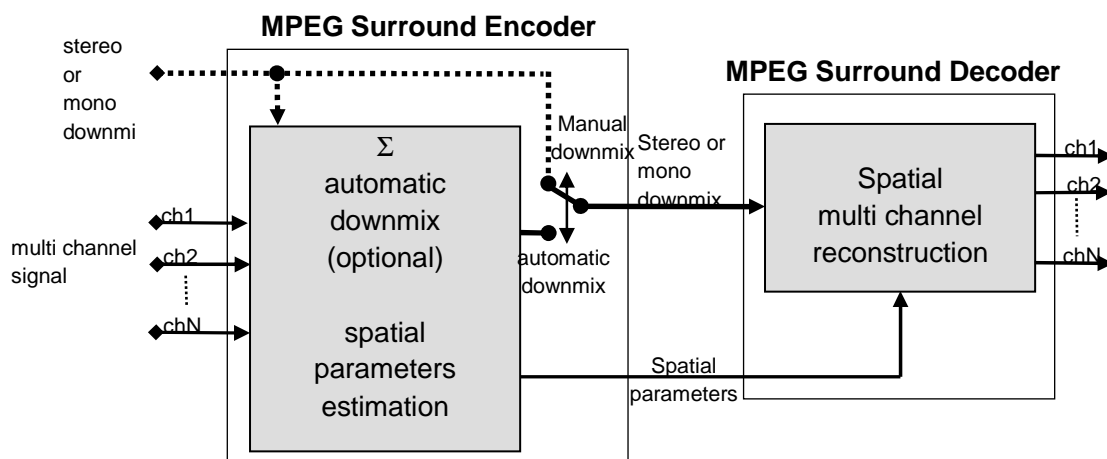 MPEG Surround Encoder
stereo
or
mono
downmi
MPEG Surround Decoder
Σ
automatic
downmix
(optional)
spatial
parameters
estimation
Manual
downmix
Stereo or
mono
downmix
automatic
downmix
multi channel
signal
ch1
ch2
chN
Spatial
multi channel
reconstruction
ch1
ch2
chN
Spatial
parameters